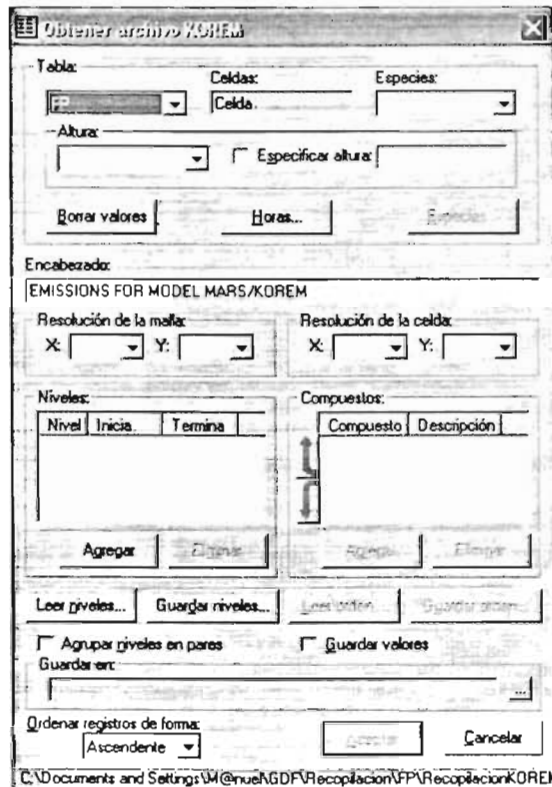 Obtener archivo KOREM
Tabla:
Celdas:
Especies:
FP
Celda.
Altura:
Especificar altura:
Borrar valores
Horas...
Especies
Encabezado:
EMISSIONS FOR MODEL MARS/KOREM
Resolución de la malla:
Resolución de la celda:
X:
Y:
X:
Y:
Niveles:
Compuestos:
Nivel Inicia. Termina
Compuesto Descripción
Agregar
Eliminar
Agregar
Eliminar
Leer niveles...
Guardar niveles...
Leer orden...
Guardar orden...
Agrupar niveles en pares
Guardar valores
Guardar en:
...
Ordenar registros de forma:
Ascendente
Aceptar
Cancelar
C:\Documents and Settings\M@nuel\GDF\Recopilacion\FP\RecopilacionKOREM